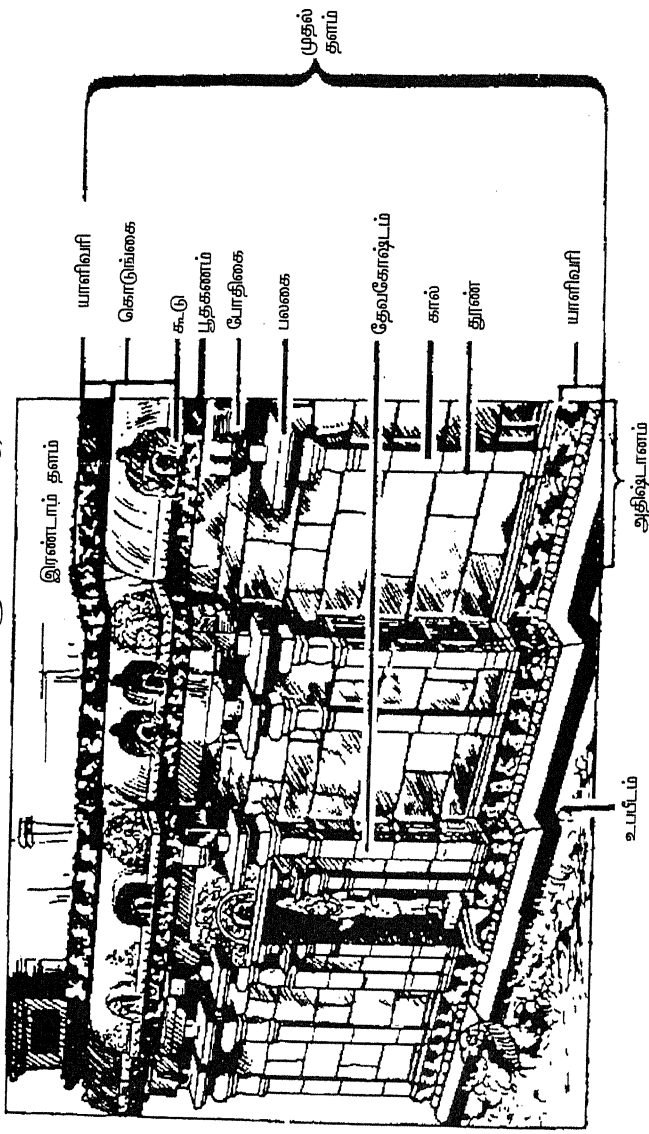 இரண்டாம் தளம்
யாளிவரி
கொடுங்கை
கூடு
பூதகணம்
போதிகை
பலகை
தேவகோஷ்டம்
கால்
தூண்
யாளிவரி
முதல்
தளம்
அதிஷ்டானம்
உபபீடம்